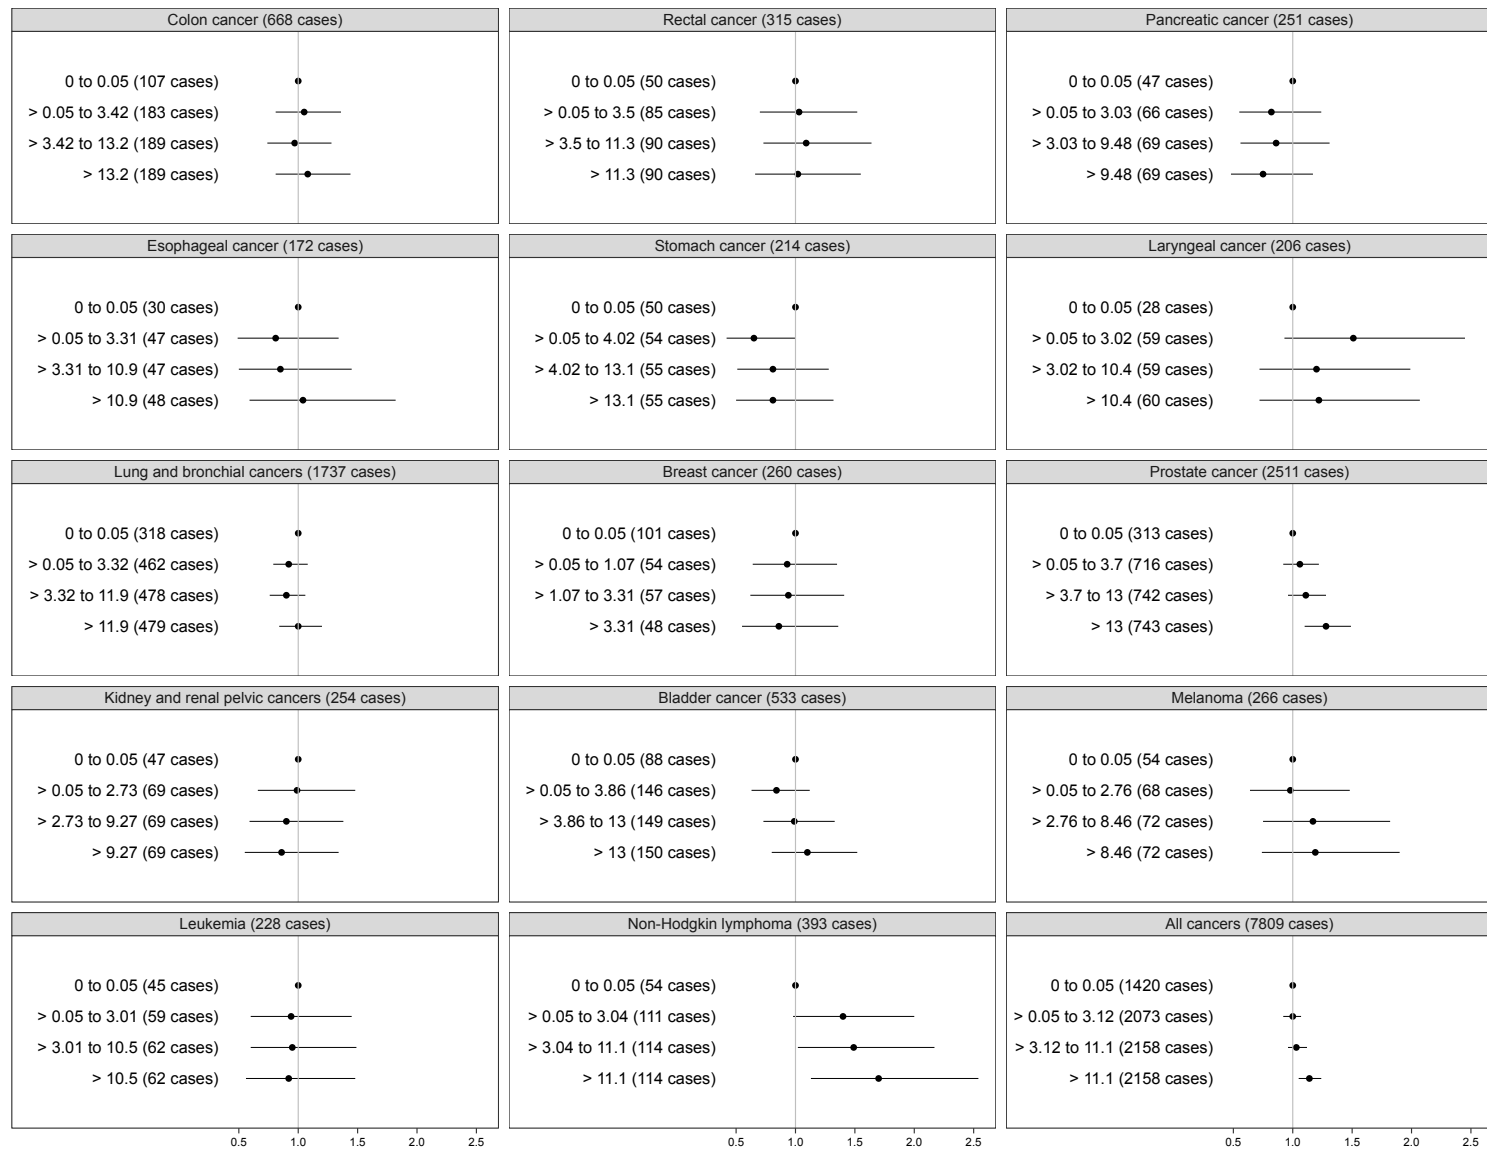 Colon cancer (668 cases)
0 to 0.05 (107 cases)
> 0.05 to 3.42 (183 cases)
> 3.42 to 13.2 (189 cases)
> 13.2 (189 cases)
Rectal cancer (315 cases)
0 to 0.05 (50 cases)
> 0.05 to 3.5 (85 cases)
> 3.5 to 11.3 (90 cases)
> 11.3 (90 cases)
Pancreatic cancer (251 cases)
0 to 0.05 (47 cases)
> 0.05 to 3.03 (66 cases)
> 3.03 to 9.48 (69 cases)
> 9.48 (69 cases)
Esophageal cancer (172 cases)
0 to 0.05 (30 cases)
> 0.05 to 3.31 (47 cases)
> 3.31 to 10.9 (47 cases)
> 10.9 (48 cases)
Stomach cancer (214 cases)
0 to 0.05 (50 cases)
> 0.05 to 4.02 (54 cases)
> 4.02 to 13.1 (55 cases)
> 13.1 (55 cases)
Laryngeal cancer (206 cases)
0 to 0.05 (28 cases)
> 0.05 to 3.02 (59 cases)
> 3.02 to 10.4 (59 cases)
> 10.4 (60 cases)
Lung and bronchial cancers (1737 cases)
0 to 0.05 (318 cases)
> 0.05 to 3.32 (462 cases)
> 3.32 to 11.9 (478 cases)
> 11.9 (479 cases)
Breast cancer (260 cases)
0 to 0.05 (101 cases)
> 0.05 to 1.07 (54 cases)
> 1.07 to 3.31 (57 cases)
> 3.31 (48 cases)
Prostate cancer (2511 cases)
0 to 0.05 (313 cases)
> 0.05 to 3.7 (716 cases)
> 3.7 to 13 (742 cases)
> 13 (743 cases)
Kidney and renal pelvic cancers (254 cases)
0 to 0.05 (47 cases)
> 0.05 to 2.73 (69 cases)
> 2.73 to 9.27 (69 cases)
> 9.27 (69 cases)
Bladder cancer (533 cases)
0 to 0.05 (88 cases)
> 0.05 to 3.86 (146 cases)
> 3.86 to 13 (149 cases)
> 13 (150 cases)
Melanoma (266 cases)
0 to 0.05 (54 cases)
> 0.05 to 2.76 (68 cases)
> 2.76 to 8.46 (72 cases)
> 8.46 (72 cases)
Leukemia (228 cases)
0 to 0.05 (45 cases)
> 0.05 to 3.01 (59 cases)
> 3.01 to 10.5 (62 cases)
> 10.5 (62 cases)
Non-Hodgkin lymphoma (393 cases)
0 to 0.05 (54 cases)
> 0.05 to 3.04 (111 cases)
> 3.04 to 11.1 (114 cases)
> 11.1 (114 cases)
All cancers (7809 cases)
0 to 0.05 (1420 cases)
> 0.05 to 3.12 (2073 cases)
> 3.12 to 11.1 (2158 cases)
> 11.1 (2158 cases)
0.5 1.0 1.5 2.0 2.5
0.5 1.0 1.5 2.0 2.5
0.5 1.0 1.5 2.0 2.5